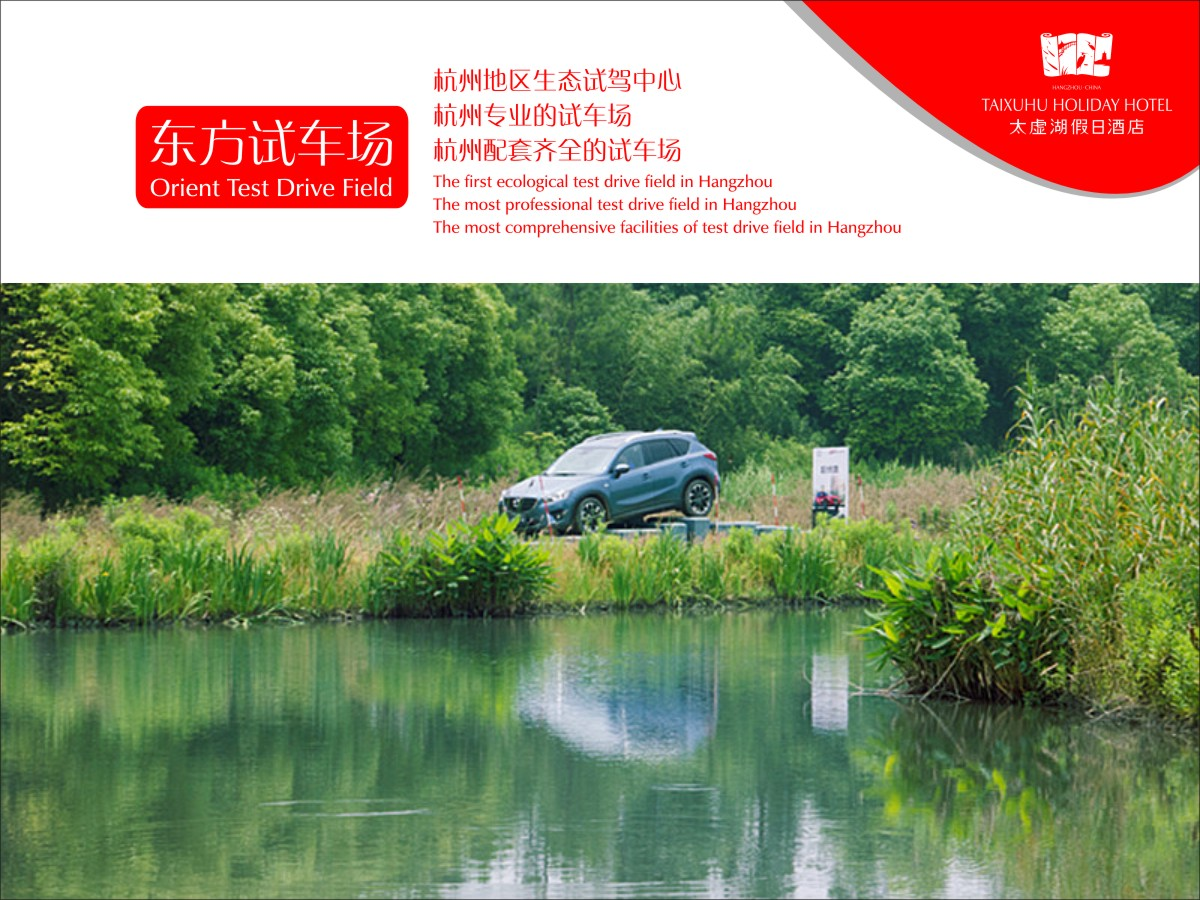 东方试车场
Orient Test Drive Field
杭州地区生态试驾中心
杭州专业的试车场
杭州配套齐全的试车场
The first ecological test drive field in Hangzhou
The most professional test drive field in Hangzhou
The most comprehensive facilities of test drive field in Hangzhou
HANGZHOU·CHINA
TAIXUHU HOLIDAY HOTEL
太虚湖假日酒店